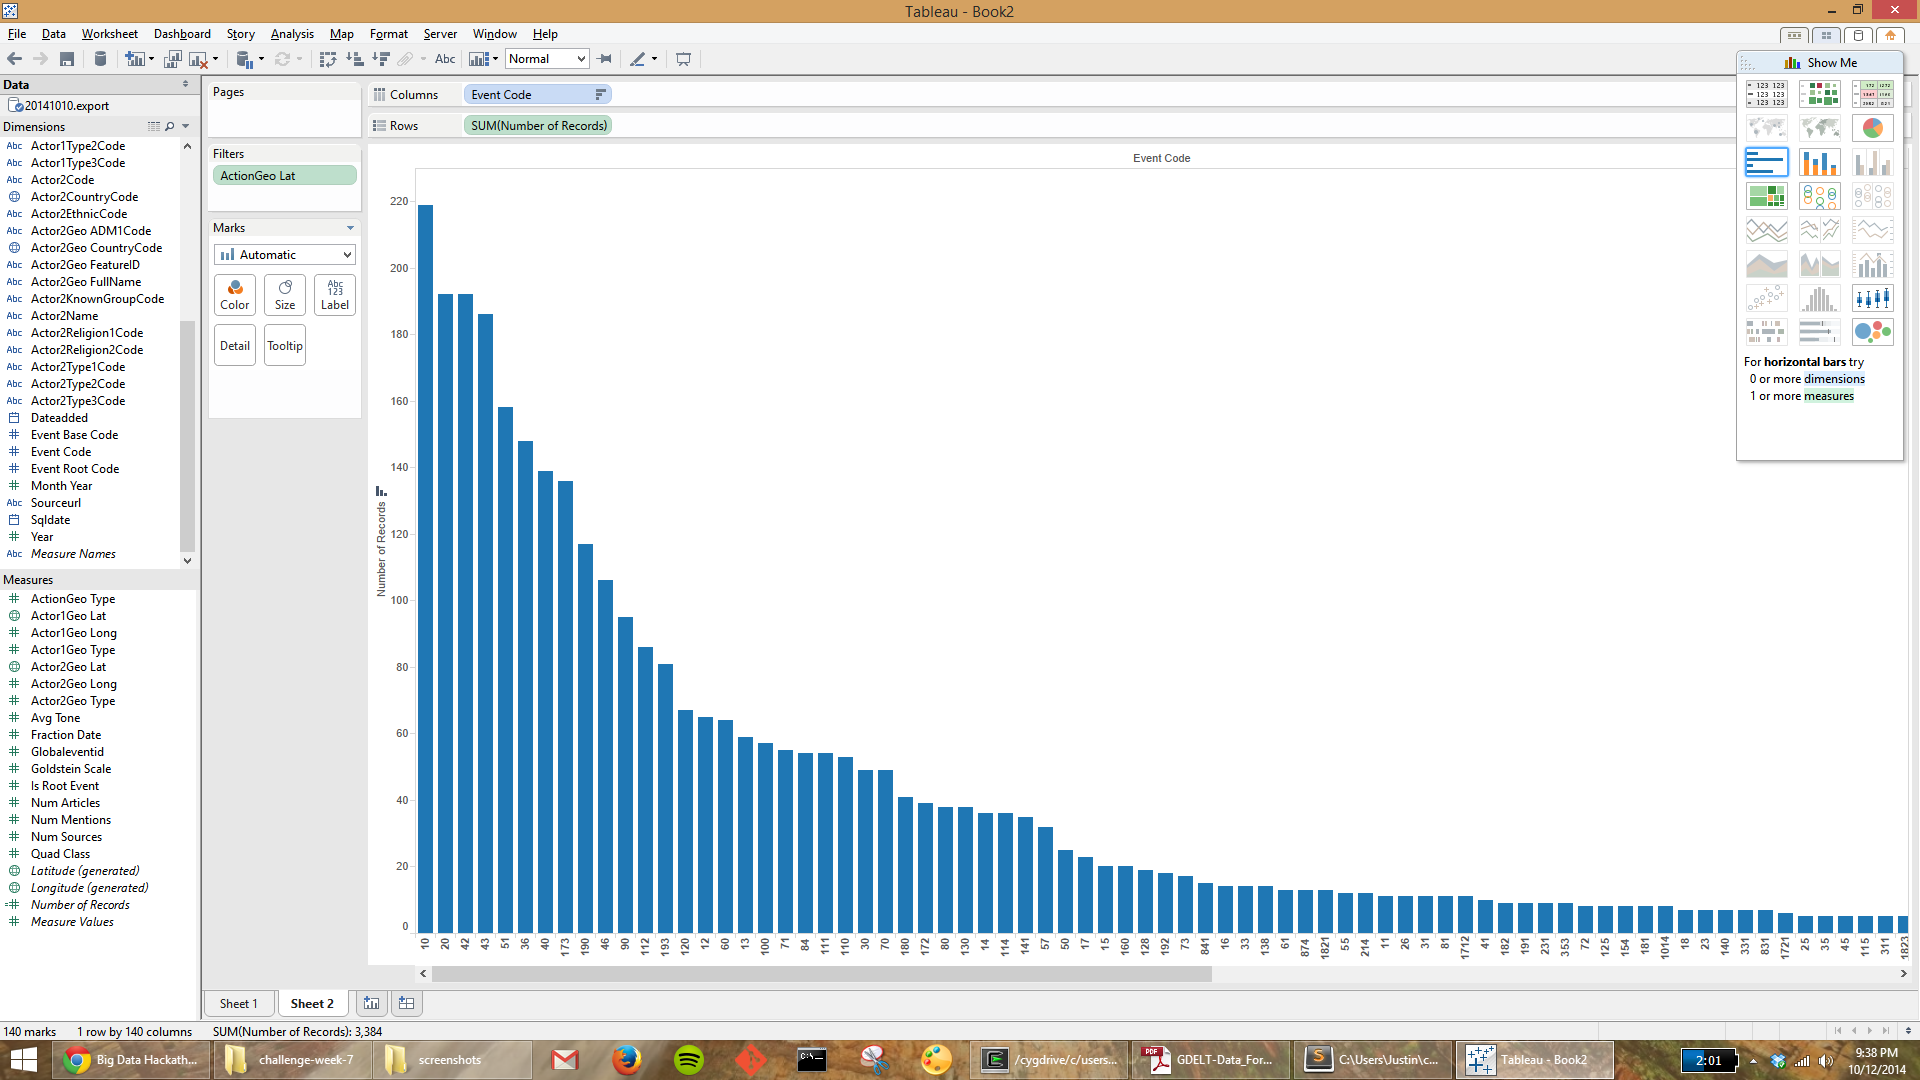 Tableau - Book2
File Data Worksheet Dashboard Story Analysis Map Format Server Window Help
Abc Normal
Data
20141010.export
Dimensions
Abc Actor1Type2Code
Abc Actor1Type3Code
Abc Actor2Code
Actor2CountryCode
Abc Actor2EthnicCode
Abc Actor2Geo ADM1Code
Actor2Geo CountryCode
Abc Actor2Geo FeatureID
Abc Actor2Geo FullName
Abc Actor2KnownGroupCode
Abc Actor2Name
Abc Actor2Religion1Code
Abc Actor2Religion2Code
Abc Actor2Type1Code
Abc Actor2Type2Code
Abc Actor2Type3Code
Dateadded
# Event Base Code
# Event Code
# Event Root Code
# Month Year
Abc Sourceurl
Sqldate
# Year
Abc Measure Names
Measures
# ActionGeo Type
Actor1Geo Lat
# Actor1Geo Long
# Actor1Geo Type
Actor2Geo Lat
# Actor2Geo Long
# Actor2Geo Type
# Avg Tone
# Fraction Date
# Globaleventid
# Goldstein Scale
# Is Root Event
# Num Articles
# Num Mentions
# Num Sources
# Quad Class
Latitude (generated)
Longitude (generated)
=# Number of Records
# Measure Values
Pages
Filters
ActionGeo Lat
Marks
Automatic
Color Size Abc 123 Label
Detail Tooltip
Columns Event Code
Rows SUM(Number of Records)
Event Code
Number of Records
220
200
180
160
140
120
100
80
60
40
20
0
10 20 42 43 51 36 40 173 190 46 90 112 193 120 12 60 13 100 71 84 111 110 30 70 180 172 80 130 14 114 141 57 50 17 15 160 128 192 73 841 16 33 138 61 874 1821 55 214 11 26 31 81 1712 41 182 191 231 353 72 125 154 181 1014 18 23 140 331 831 1721 25 35 45 115 311 1823
Show Me
For horizontal bars try
0 or more dimensions
1 or more measures
Sheet 1 Sheet 2
140 marks 1 row by 140 columns SUM(Number of Records): 3,384
Big Data Hackath... challenge-week-7 screenshots /cygdrive/c/users... GDELT-Data_For... C:\Users\Justin\c... Tableau - Book2 2:01
9:38 PM
10/12/2014